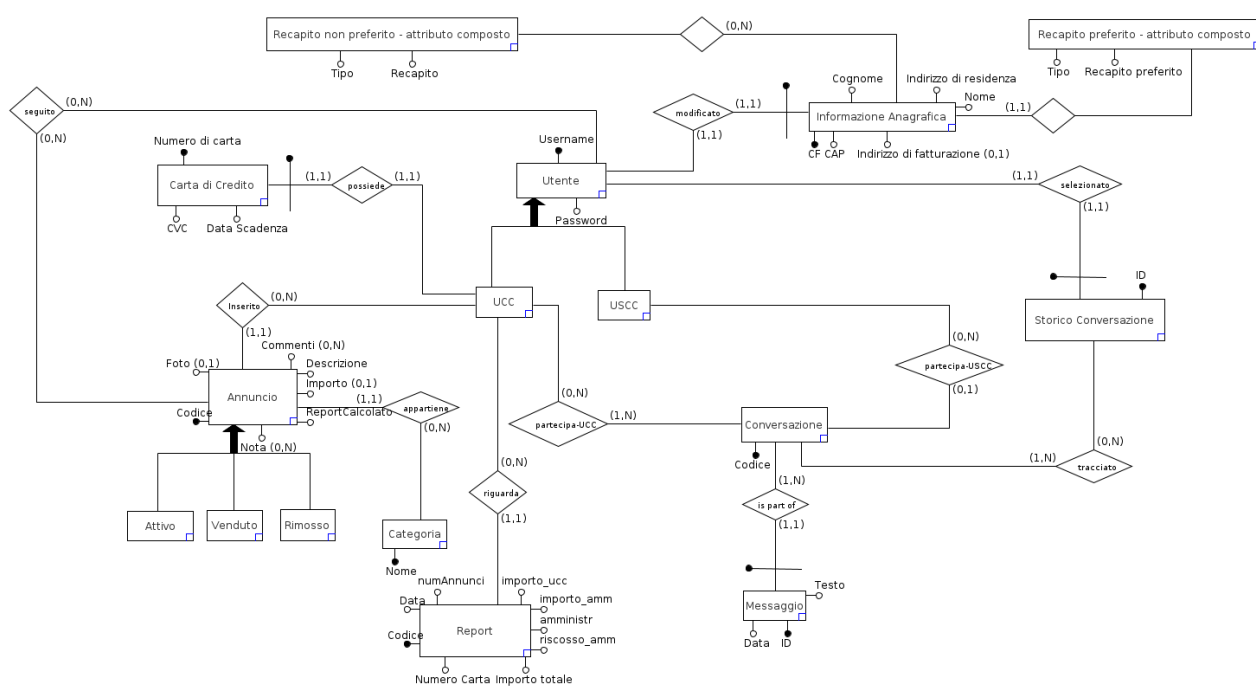 Recapito non preferito - attributo composto
Tipo
Recapito
(0,N)
Recapito preferito - attributo composto
Tipo
Recapito preferito
seguito
(0,N)
(0,N)
Cognome
Indirizzo di residenza
Nome
modificato
(1,1)
(1,1)
Informazione Anagrafica
(1,1)
CF
CAP
Indirizzo di fatturazione (0,1)
Numero di carta
Carta di Credito
(1,1)
possiede
(1,1)
CVC
Data Scadenza
Username
Utente
Password
(1,1)
selezionato
(1,1)
ID
Storico Conversazione
UCC
USCC
Inserito
(0,N)
(1,1)
Foto (0,1)
Commenti (0,N)
Descrizione
Importo (0,1)
Annuncio
ReportCalcolato
Codice
Nota (0,N)
(1,1)
appartiene
(0,N)
Attivo
Venduto
Rimosso
Categoria
Nome
(0,N)
partecipa-UCC
(1,N)
(0,N)
partecipa-USCC
(0,1)
Conversazione
Codice
(1,N)
tracciato
(0,N)
(0,N)
riguarda
(1,1)
(1,N)
is part of
(1,1)
numAnnunci
importo_ucc
Data
importo_amm
amministr
riscosso_amm
Codice
Report
Numero Carta
Importo totale
Messaggio
Testo
Data
ID